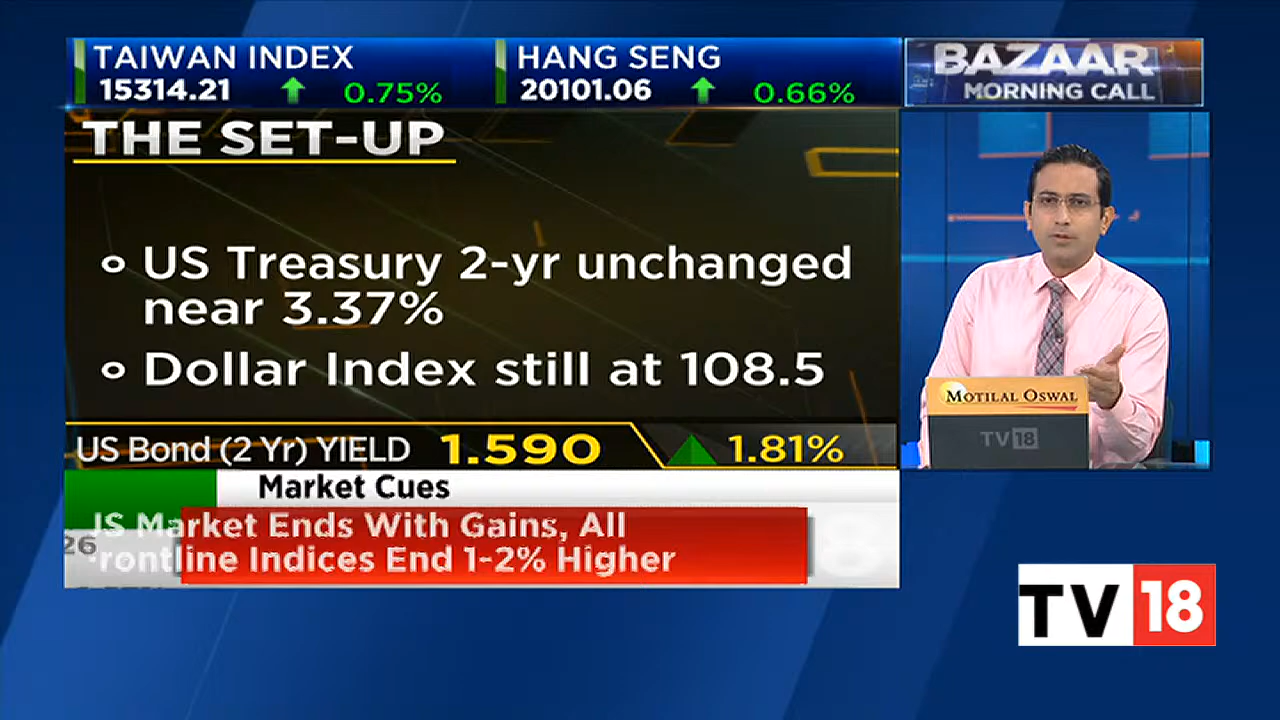 TAIWAN INDEX
15314.21 0.75%
HANG SENG
20101.06 0.66%
BAZAAR
MORNING CALL
THE SET-UP
US Treasury 2-yr unchanged
near 3.37%
Dollar Index still at 108.5
US Bond (2 Yr) YIELD 1.590 1.81%
Market Cues
US Market Ends With Gains, All
Frontline Indices End 1-2% Higher
26
MOTILAL OSWAL
TV18
TV18